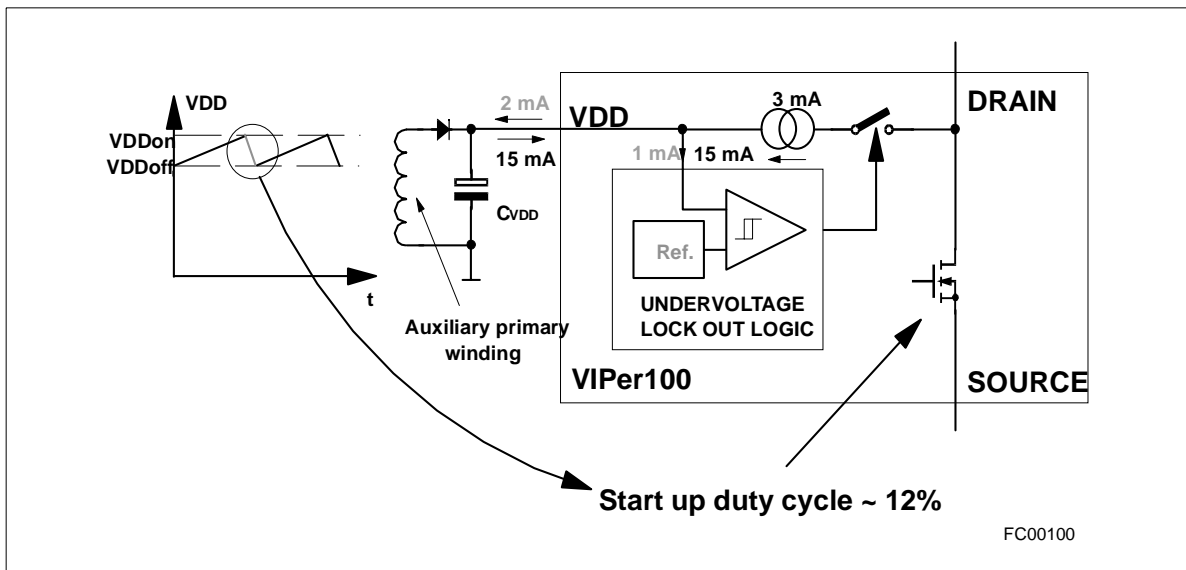 VDD
VDDon
VDDoff
t
Auxiliary primary
winding
2 mA
15 mA
CVDD
VDD
3 mA
1 mA
15 mA
DRAIN
Ref.
UNDERVOLTAGE
LOCK OUT LOGIC
VIPer100
SOURCE
Start up duty cycle ~ 12%
FC00100